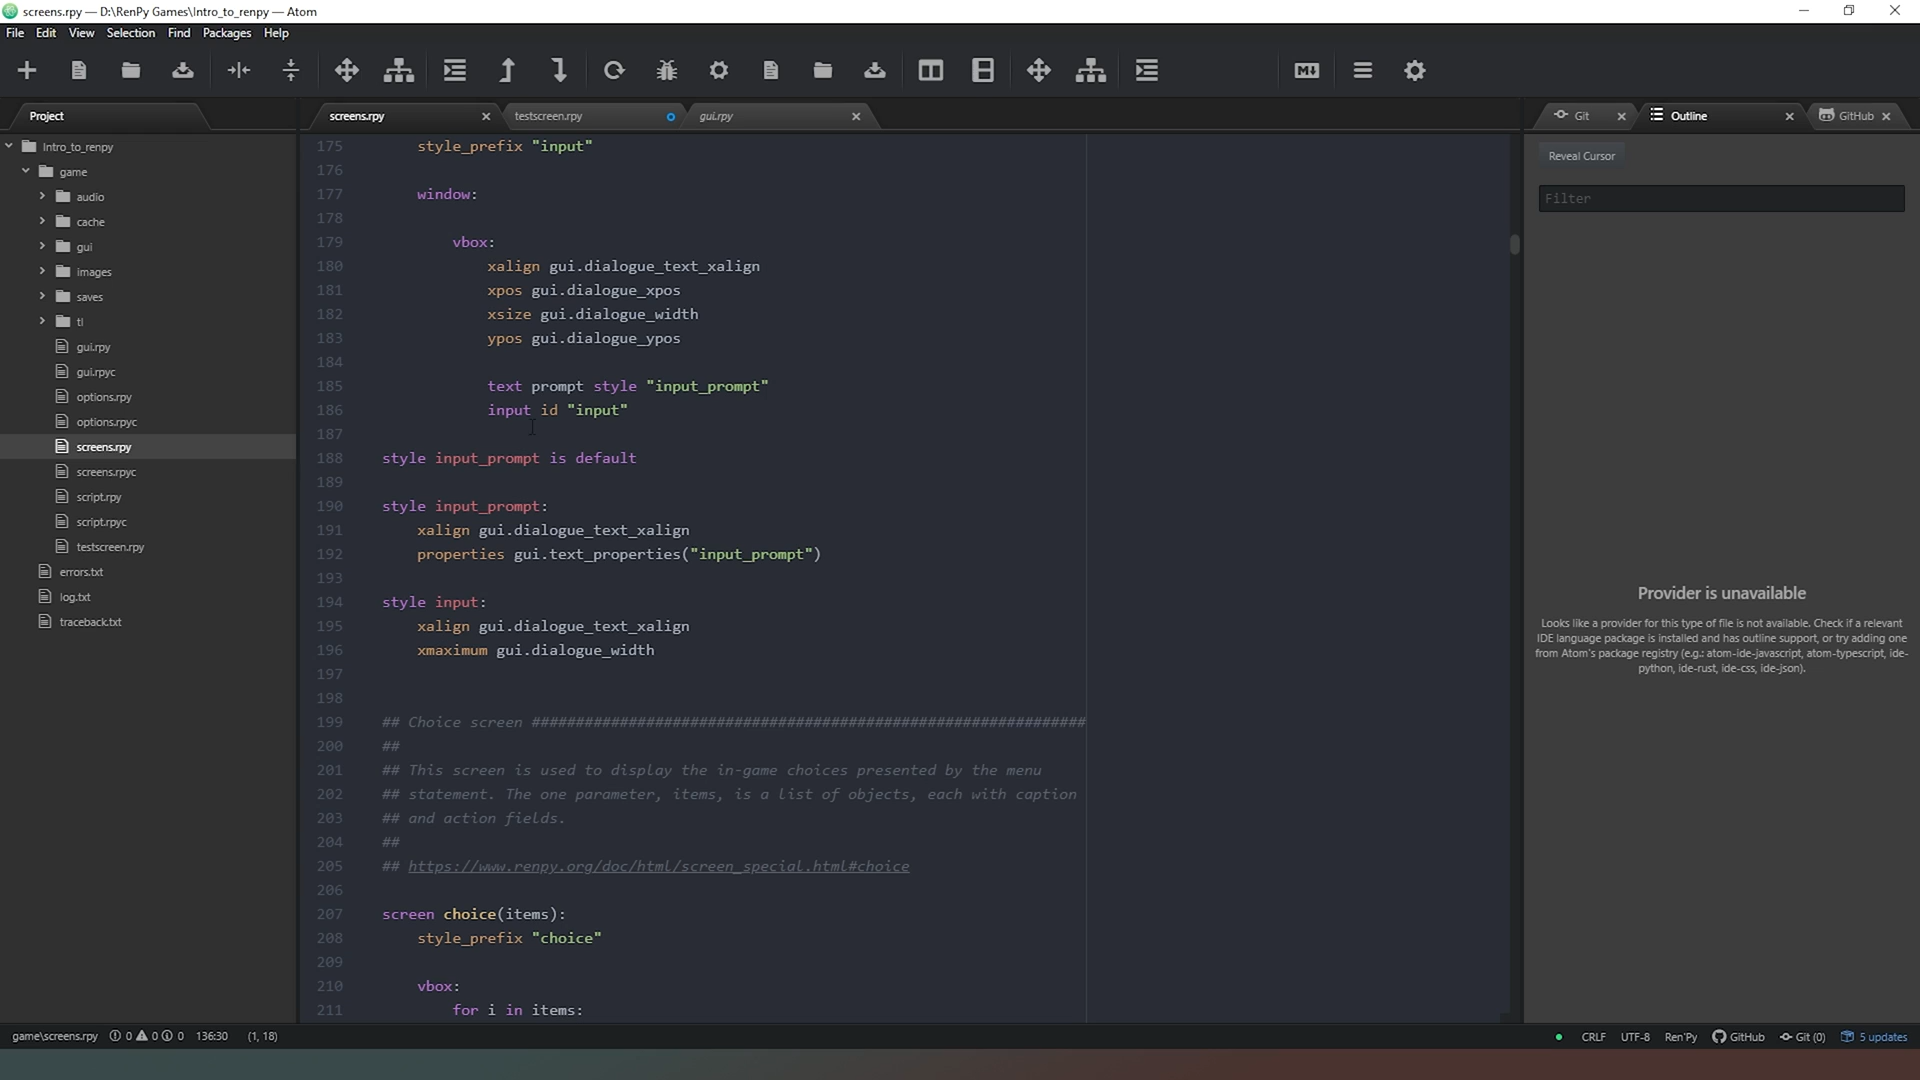 screens.rpy — D:\RenPy Games\Intro_to_renpy — Atom
File Edit View Selection Find Packages Help
Project
screens.rpy
testscreen.rpy
gui.rpy
Git
Outline
GitHub
Intro_to_renpy
game
audio
cache
gui
images
saves
tl
gui.rpy
gui.rpyc
options.rpy
options.rpyc
screens.rpy
screens.rpyc
script.rpy
script.rpyc
testscreen.rpy
errors.txt
log.txt
traceback.txt
175 style_prefix "input"
176
177 window:
178
179 vbox:
180 xalign gui.dialogue_text_xalign
181 xpos gui.dialogue_xpos
182 xsize gui.dialogue_width
183 ypos gui.dialogue_ypos
184
185 text prompt style "input_prompt"
186 input id "input"
187
188 style input_prompt is default
189
190 style input_prompt:
191 xalign gui.dialogue_text_xalign
192 properties gui.text_properties("input_prompt")
193
194 style input:
195 xalign gui.dialogue_text_xalign
196 xmaximum gui.dialogue_width
197
198
199 ## Choice screen ###############################################################
200 ##
201 ## This screen is used to display the in-game choices presented by the menu
202 ## statement. The one parameter, items, is a list of objects, each with caption
203 ## and action fields.
204 ##
205 ## https://www.renpy.org/doc/html/screen_special.html#choice
206
207 screen choice(items):
208 style_prefix "choice"
209
210 vbox:
211 for i in items:
Reveal Cursor
Filter
Provider is unavailable
Looks like a provider for this type of file is not available. Check if a relevant
IDE language package is installed and has outline support, or try adding one
from Atom's package registry (e.g.: atom-ide-javascript, atom-typescript, ide-
python, ide-rust, ide-css, ide-json).
game\screens.rpy 0 0 0 136:30 (1, 18)
CRLF UTF-8 Ren'Py GitHub Git (0) 5 updates